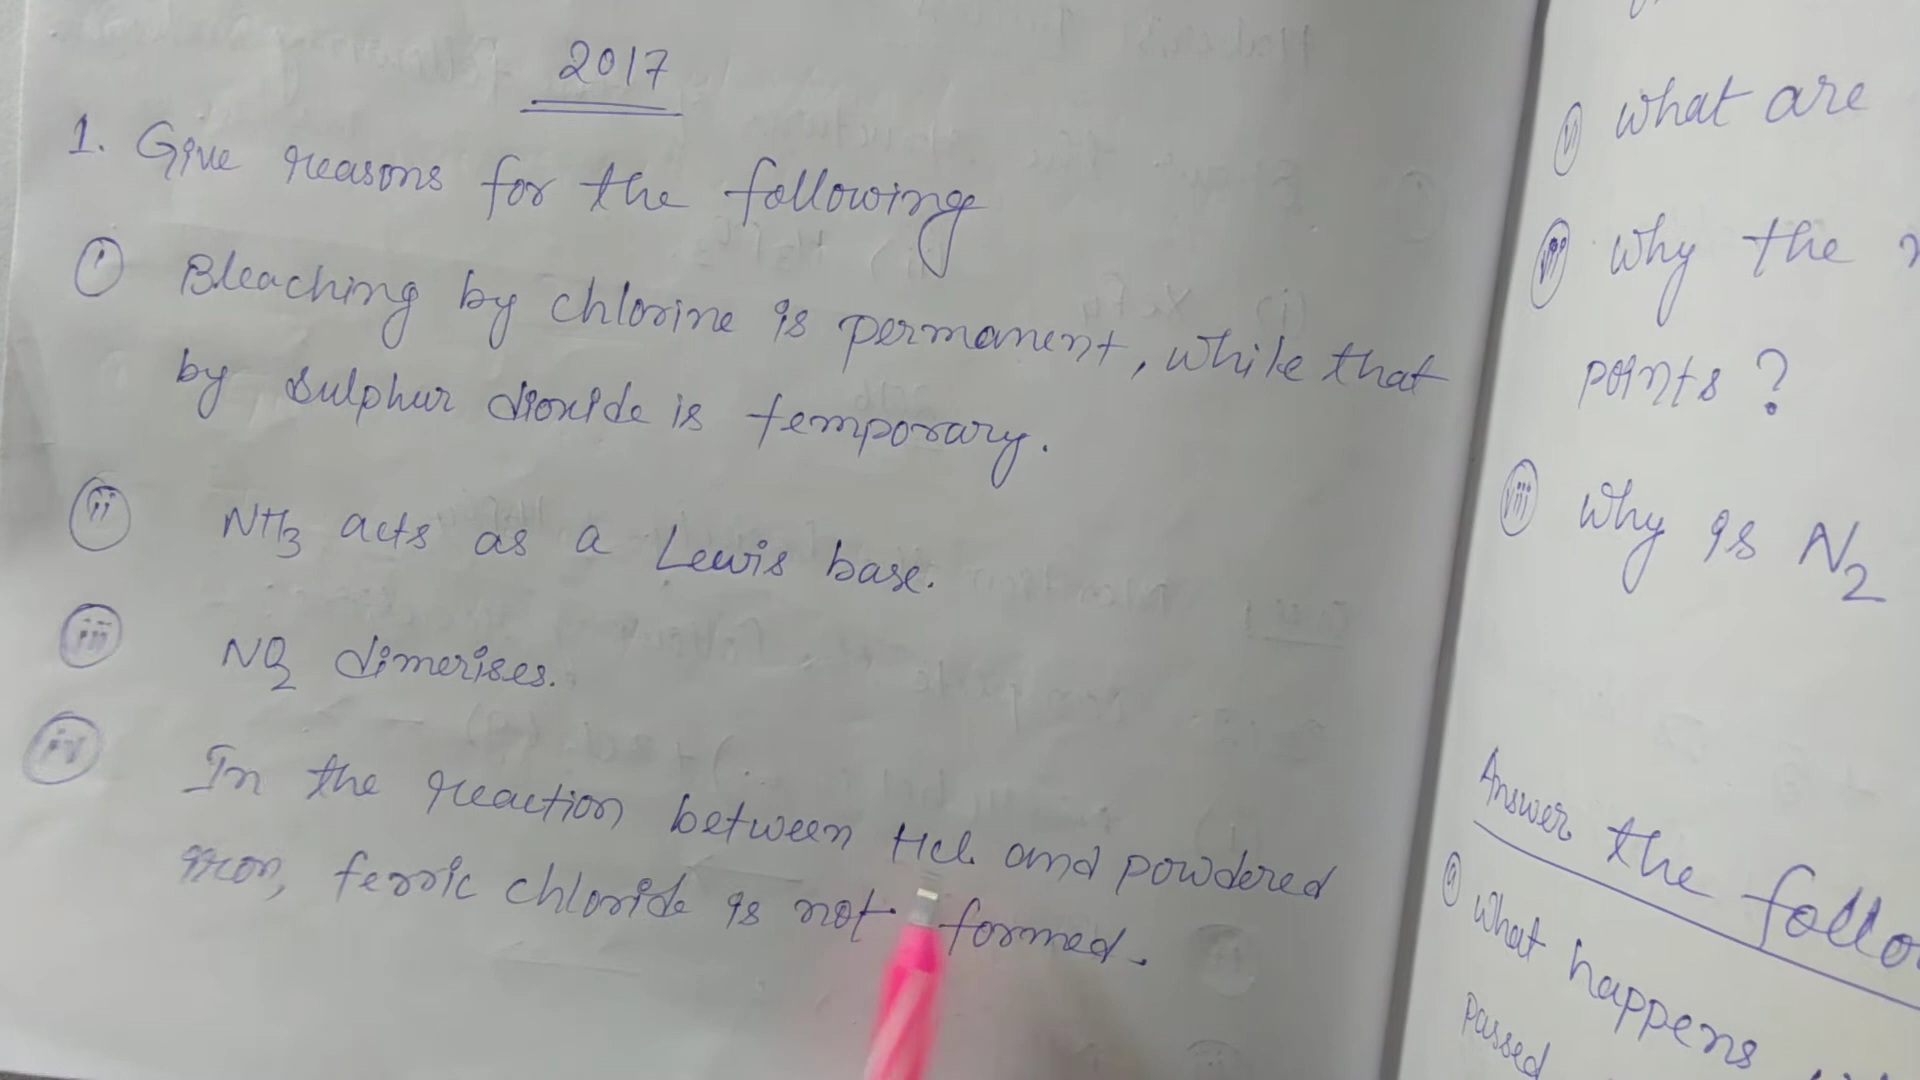 2017
1. Give reasons for the following
(i) Bleaching by chlorine is permanent, while that
by sulphur dioxide is temporary.
(ii) NH3 acts as a Lewis base.
(iii) NO2 dimerises.
(iv) In the reaction between HCl and powdered
iron, ferric chloride is not formed.
what are
why the
points?
(viii) why is N2
Answer the follo
(i) what happens
passed